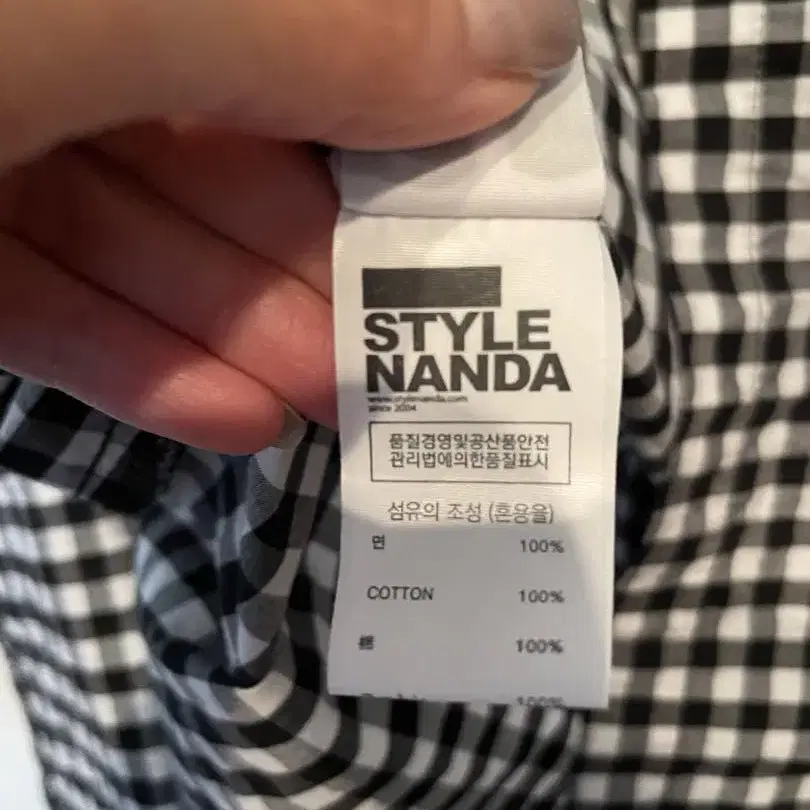 STYLE
NANDA
www.stylenanda.com
since 2004
품질경영및공산품안전
관리법에의한품질표시
섬유의 조성 (혼용율)
면 100%
COTTON 100%
綿 100%
100%